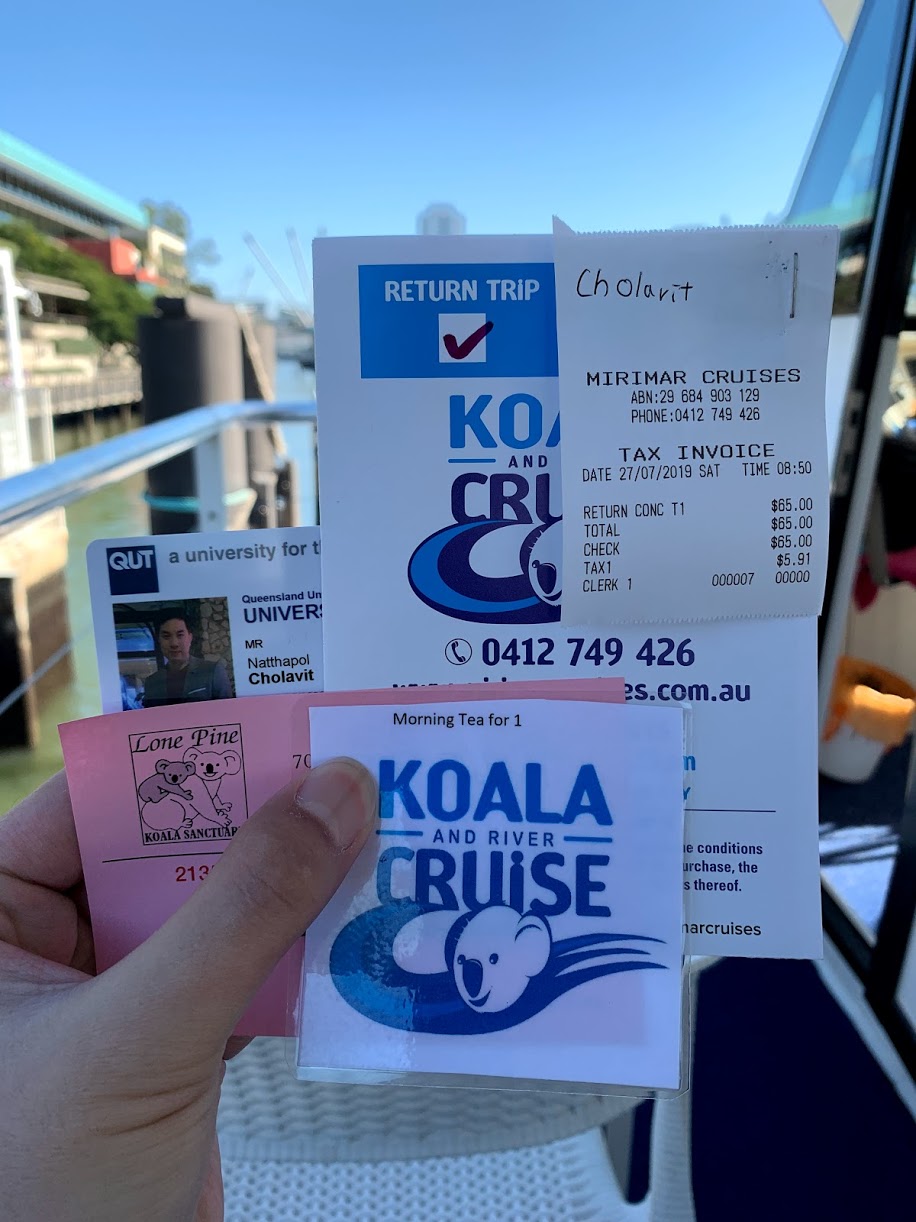 RETURN TRiP
KOA
AND
CRU
0412 749 426
es.com.au
Cholavit
MIRIMAR CRUISES
ABN:29 684 903 129
PHONE:0412 749 426
TAX INVOICE
DATE 27/07/2019 SAT TIME 08:50
RETURN CONC T1 $65.00
TOTAL $65.00
CHECK $65.00
TAX1 $5.91
CLERK 1 000007 00000
QUT a university for t
Queensland Un
UNIVERS
MR
Natthapol
Cholavit
Lone Pine
KOALA SANCTUARY
70
213
Morning Tea for 1
KOALA
AND RIVER
CRUiSE
e conditions
urchase, the
s thereof.
marcruises